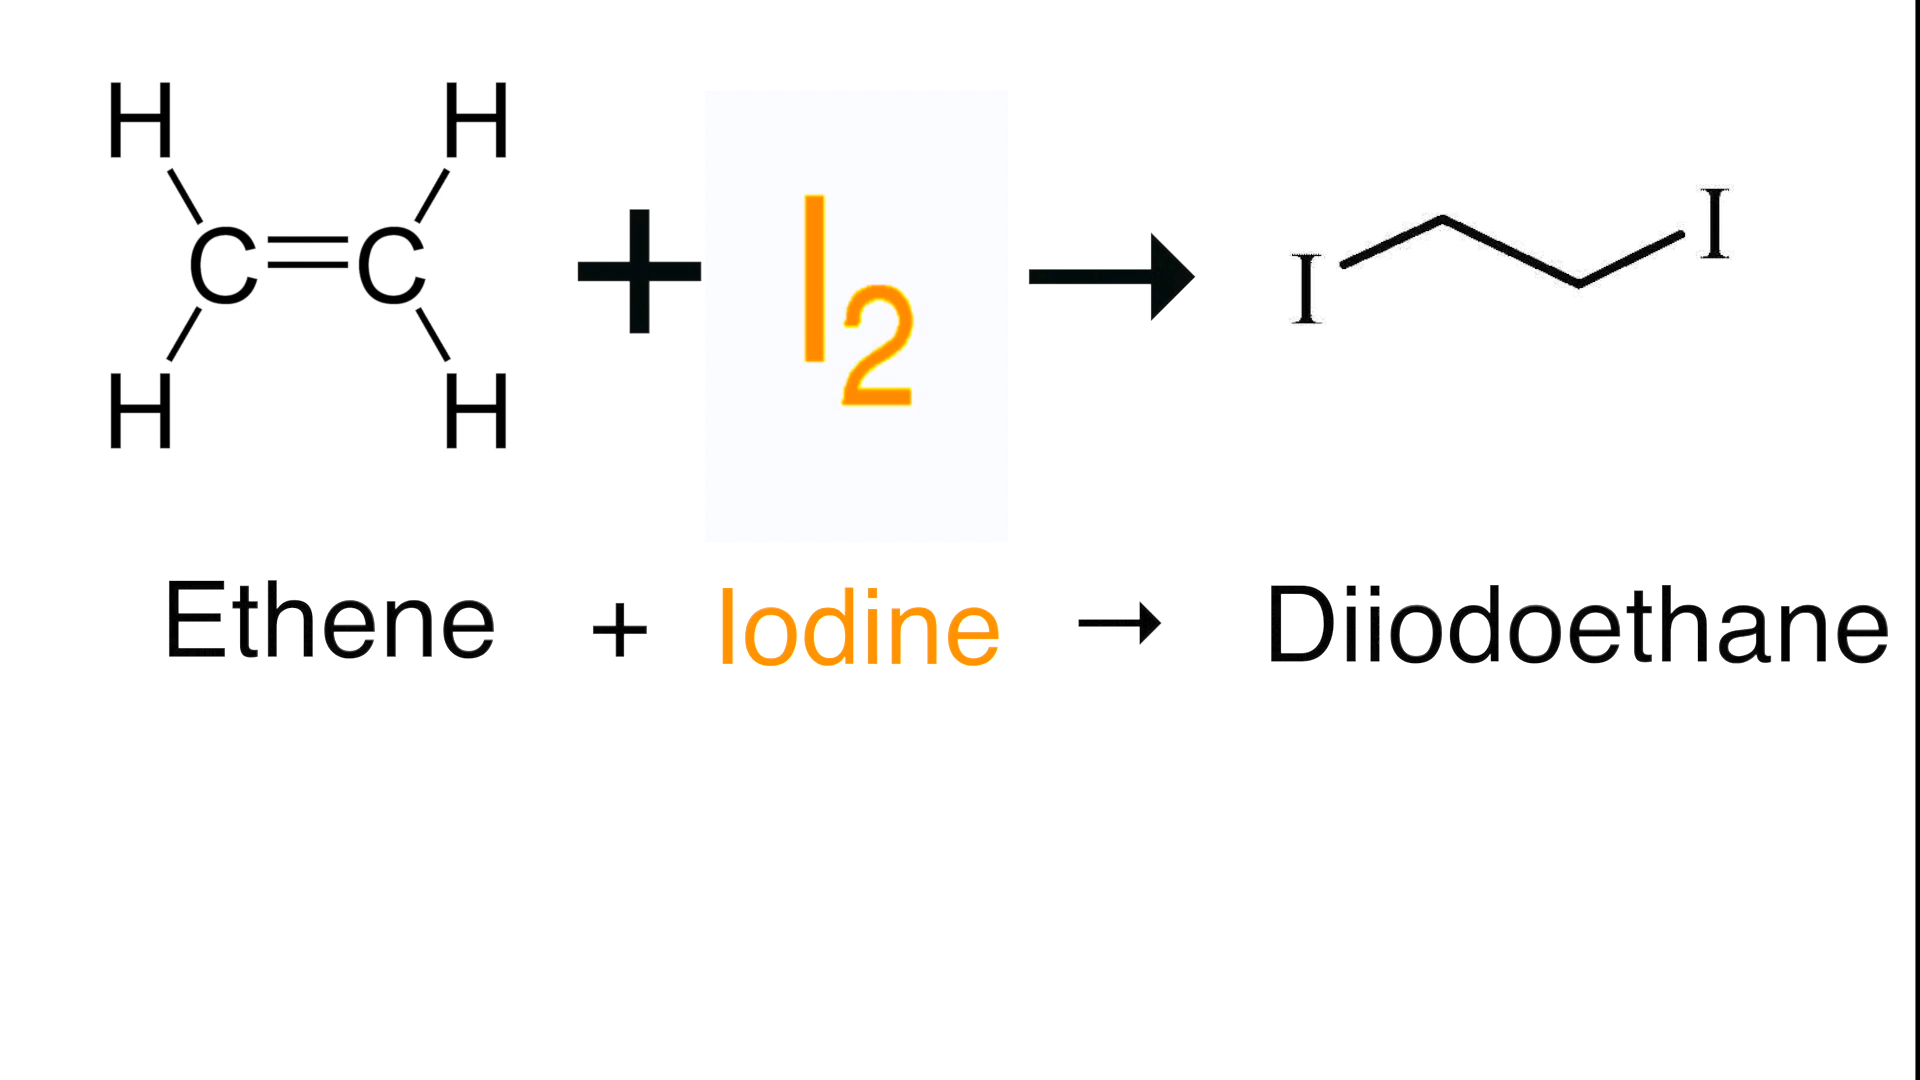 H H
C=C + I2 → I I
H H
Ethene + Iodine → Diiodoethane